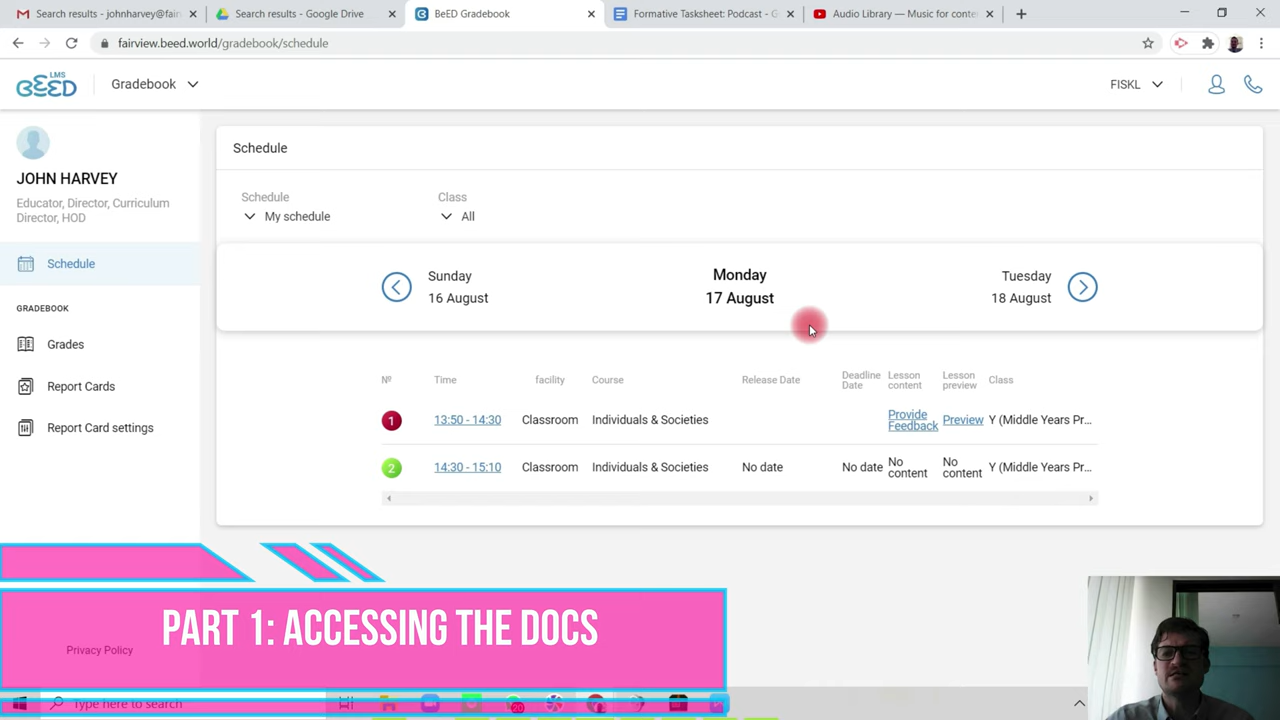 Search results - johnharvey@fair
Search results - Google Drive
BeED Gradebook
Formative Tasksheet: Podcast - G
Audio Library — Music for conte
fairview.beed.world/gradebook/schedule
LMS
BEED
Gradebook
FISKL
JOHN HARVEY
Educator, Director, Curriculum
Director, HOD
Schedule
GRADEBOOK
Grades
Report Cards
Report Card settings
Privacy Policy
Schedule
Schedule
Class
My schedule
All
Sunday
16 August
Monday
17 August
Tuesday
18 August
Nº Time facility Course Release Date Deadline Date Lesson content Lesson preview Class
1 13:50 - 14:30 Classroom Individuals & Societies Provide Feedback Preview Y (Middle Years Pr...
2 14:30 - 15:10 Classroom Individuals & Societies No date No date No content No content Y (Middle Years Pr...
PART 1: ACCESSING THE DOCS
Type here to search
20